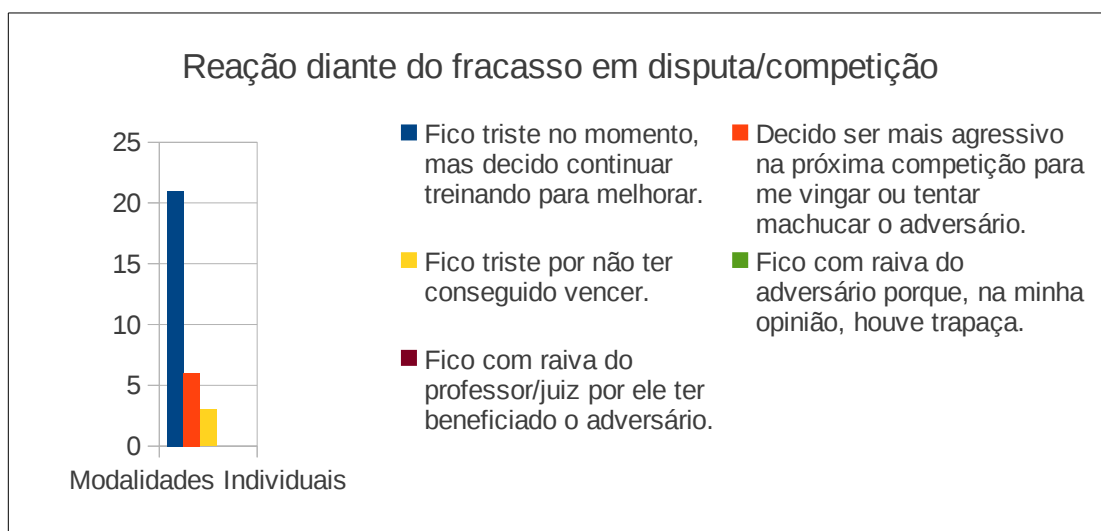 Reação diante do fracasso em disputa/competição
25
20
15
10
5
0
Modalidades Individuais
Fico triste no momento,
mas decido continuar
treinando para melhorar.
Decido ser mais agressivo
na próxima competição para
me vingar ou tentar
machucar o adversário.
Fico triste por não ter
conseguido vencer.
Fico com raiva do
adversário porque, na minha
opinião, houve trapaça.
Fico com raiva do
professor/juiz por ele ter
beneficiado o adversário.